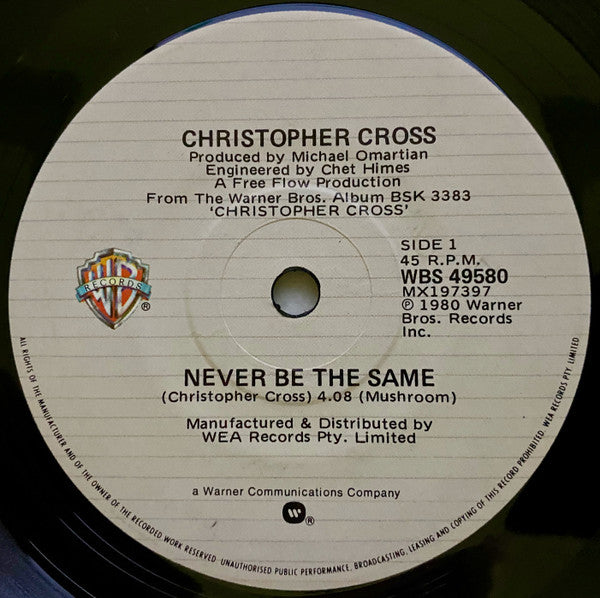 CHRISTOPHER CROSS
Produced by Michael Omartian
Engineered by Chet Himes
A Free Flow Production
From The Warner Bros. Album BSK 3383
'CHRISTOPHER CROSS'
SIDE 1
45 R.P.M.
WBS 49580
MX197397
℗ 1980 Warner
Bros. Records
Inc.
WB
RECORDS
®
NEVER BE THE SAME
(Christopher Cross) 4.08 (Mushroom)
Manufactured & Distributed by
WEA Records Pty. Limited
a Warner Communications Company
W ®
ALL RIGHTS OF THE MANUFACTURER AND OF THE OWNER OF THE RECORDED WORK RESERVED. UNAUTHORISED PUBLIC PERFORMANCE, BROADCASTING, LEASING AND COPYING OF THIS RECORD PROHIBITED. WEA RECORDS PTY LIMITED